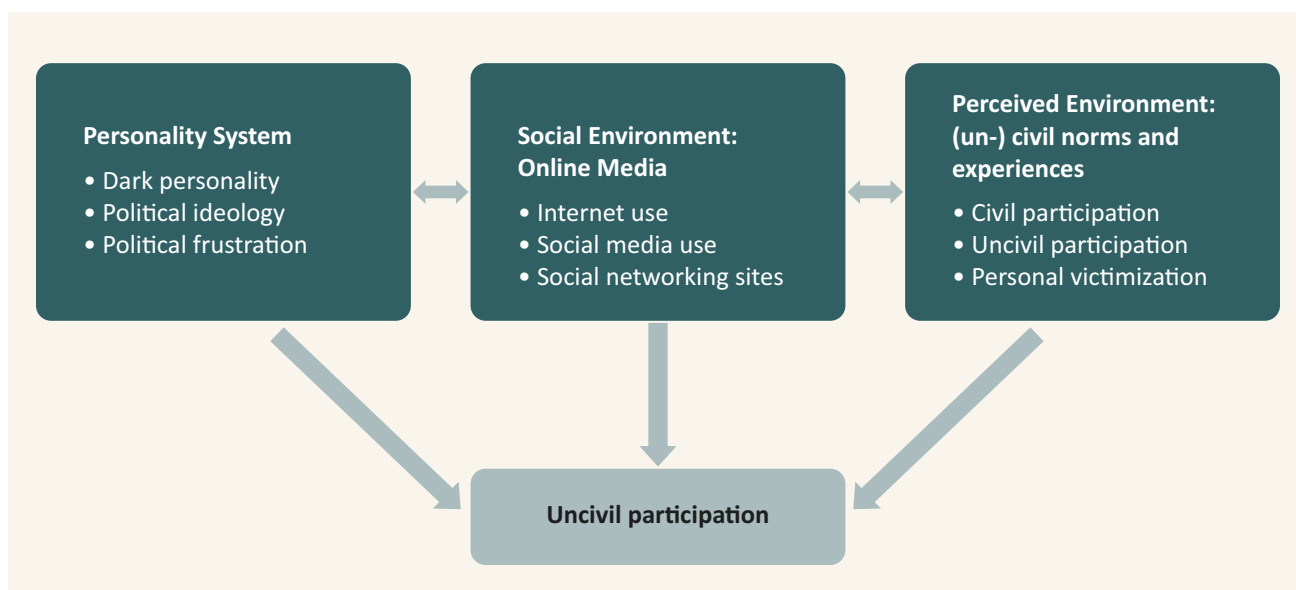 Personality System
• Dark personality
• Political ideology
• Political frustration
Social Environment:
Online Media
• Internet use
• Social media use
• Social networking sites
Perceived Environment:
(un-) civil norms and
experiences
• Civil participation
• Uncivil participation
• Personal victimization
Uncivil participation